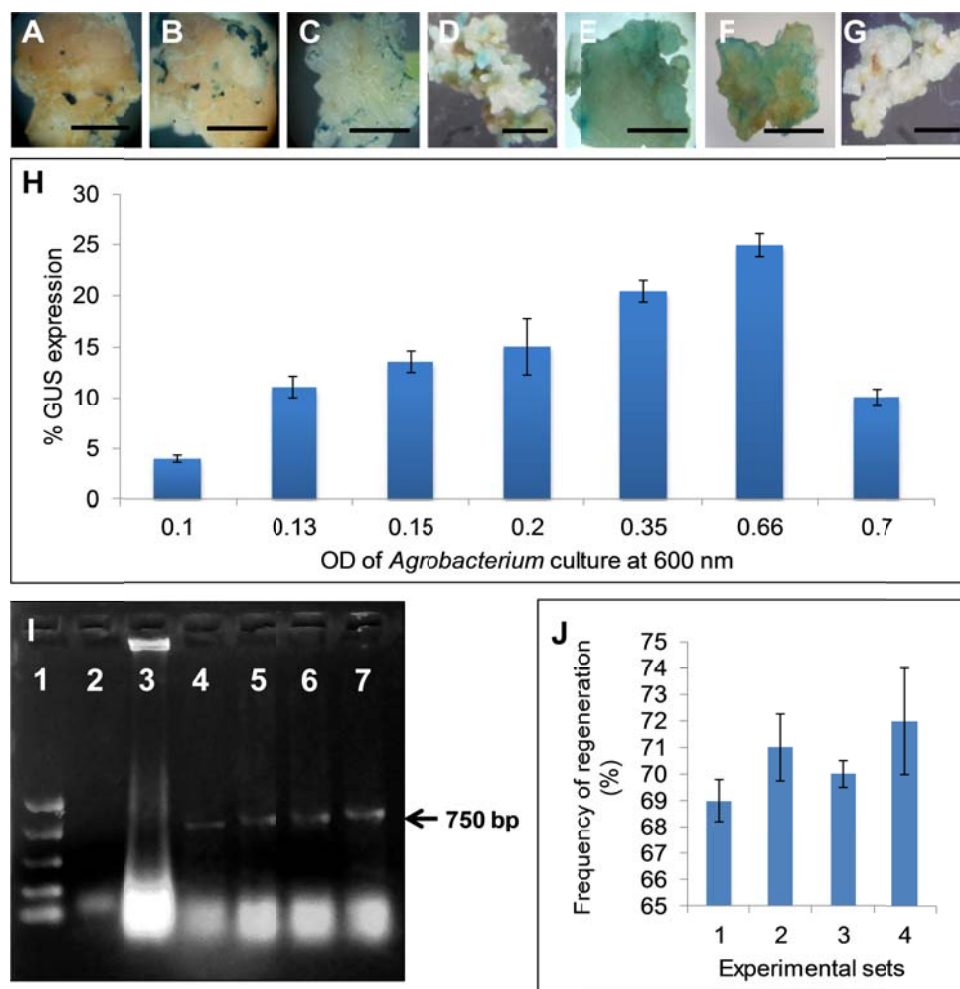 A B C D E F G
H
30
25
20
15
10
5
0
% GUS expression
0.1 0.13 0.15 0.2 0.35 0.66 0.7
OD of Agrobacterium culture at 600 nm
I
1 2 3 4 5 6 7
750 bp
J
75
74
73
72
71
70
69
68
67
66
65
Frequency of regeneration
(%)
1 2 3 4
Experimental sets